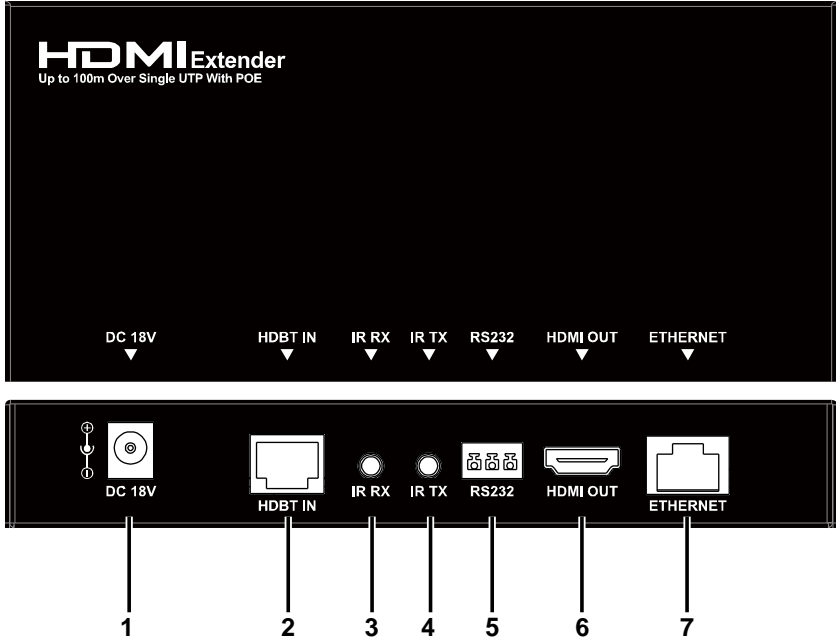 HDMI Extender
Up to 100m Over Single UTP With POE
DC 18V HDBT IN IR RX IR TX RS232 HDMI OUT ETHERNET
DC 18V HDBT IN IR RX IR TX RS232 HDMI OUT ETHERNET
1 2 3 4 5 6 7